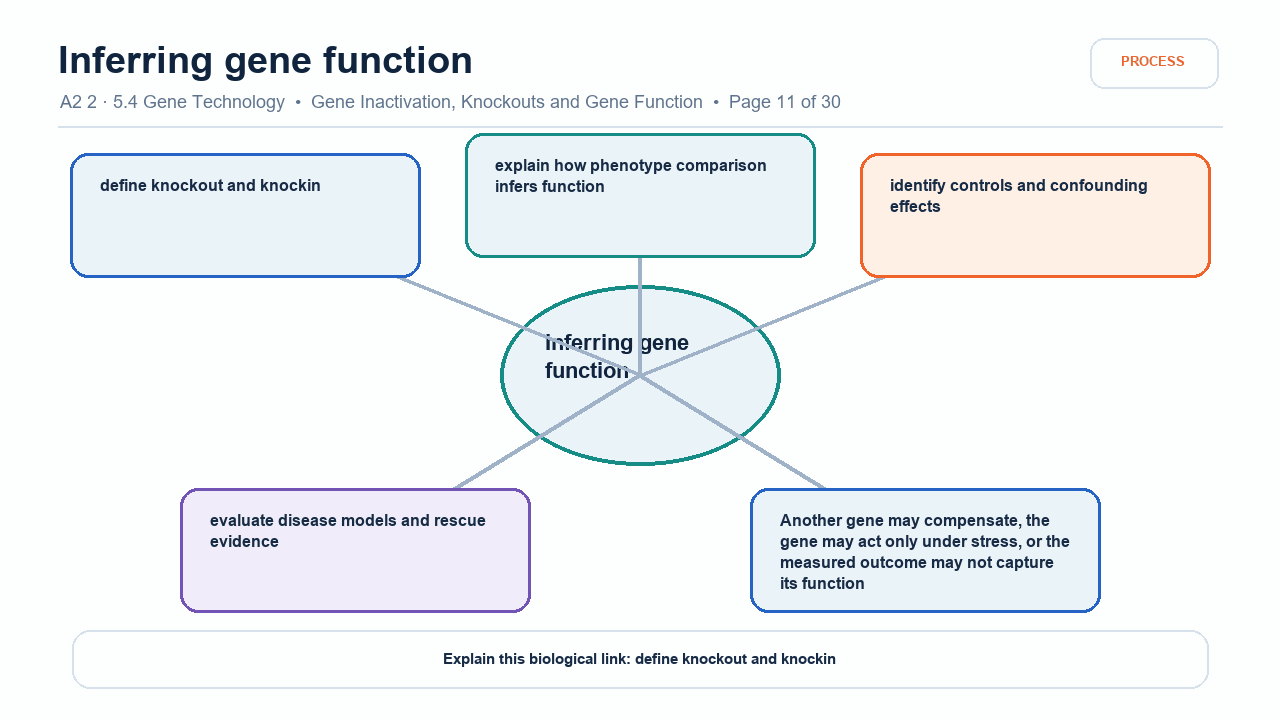 Inferring gene function
PROCESS
A2 2 · 5.4 Gene Technology • Gene Inactivation, Knockouts and Gene Function • Page 11 of 30
define knockout and knockin
explain how phenotype comparison
infers function
identify controls and confounding
effects
inferring gene
function
evaluate disease models and rescue
evidence
Another gene may compensate, the
gene may act only under stress, or the
measured outcome may not capture
its function
Explain this biological link: define knockout and knockin